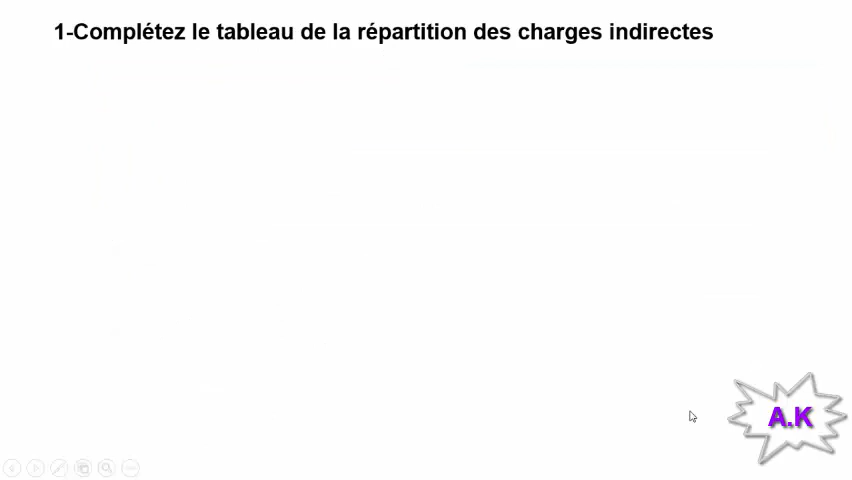 1-Complétez le tableau de la répartition des charges indirectes
A.K